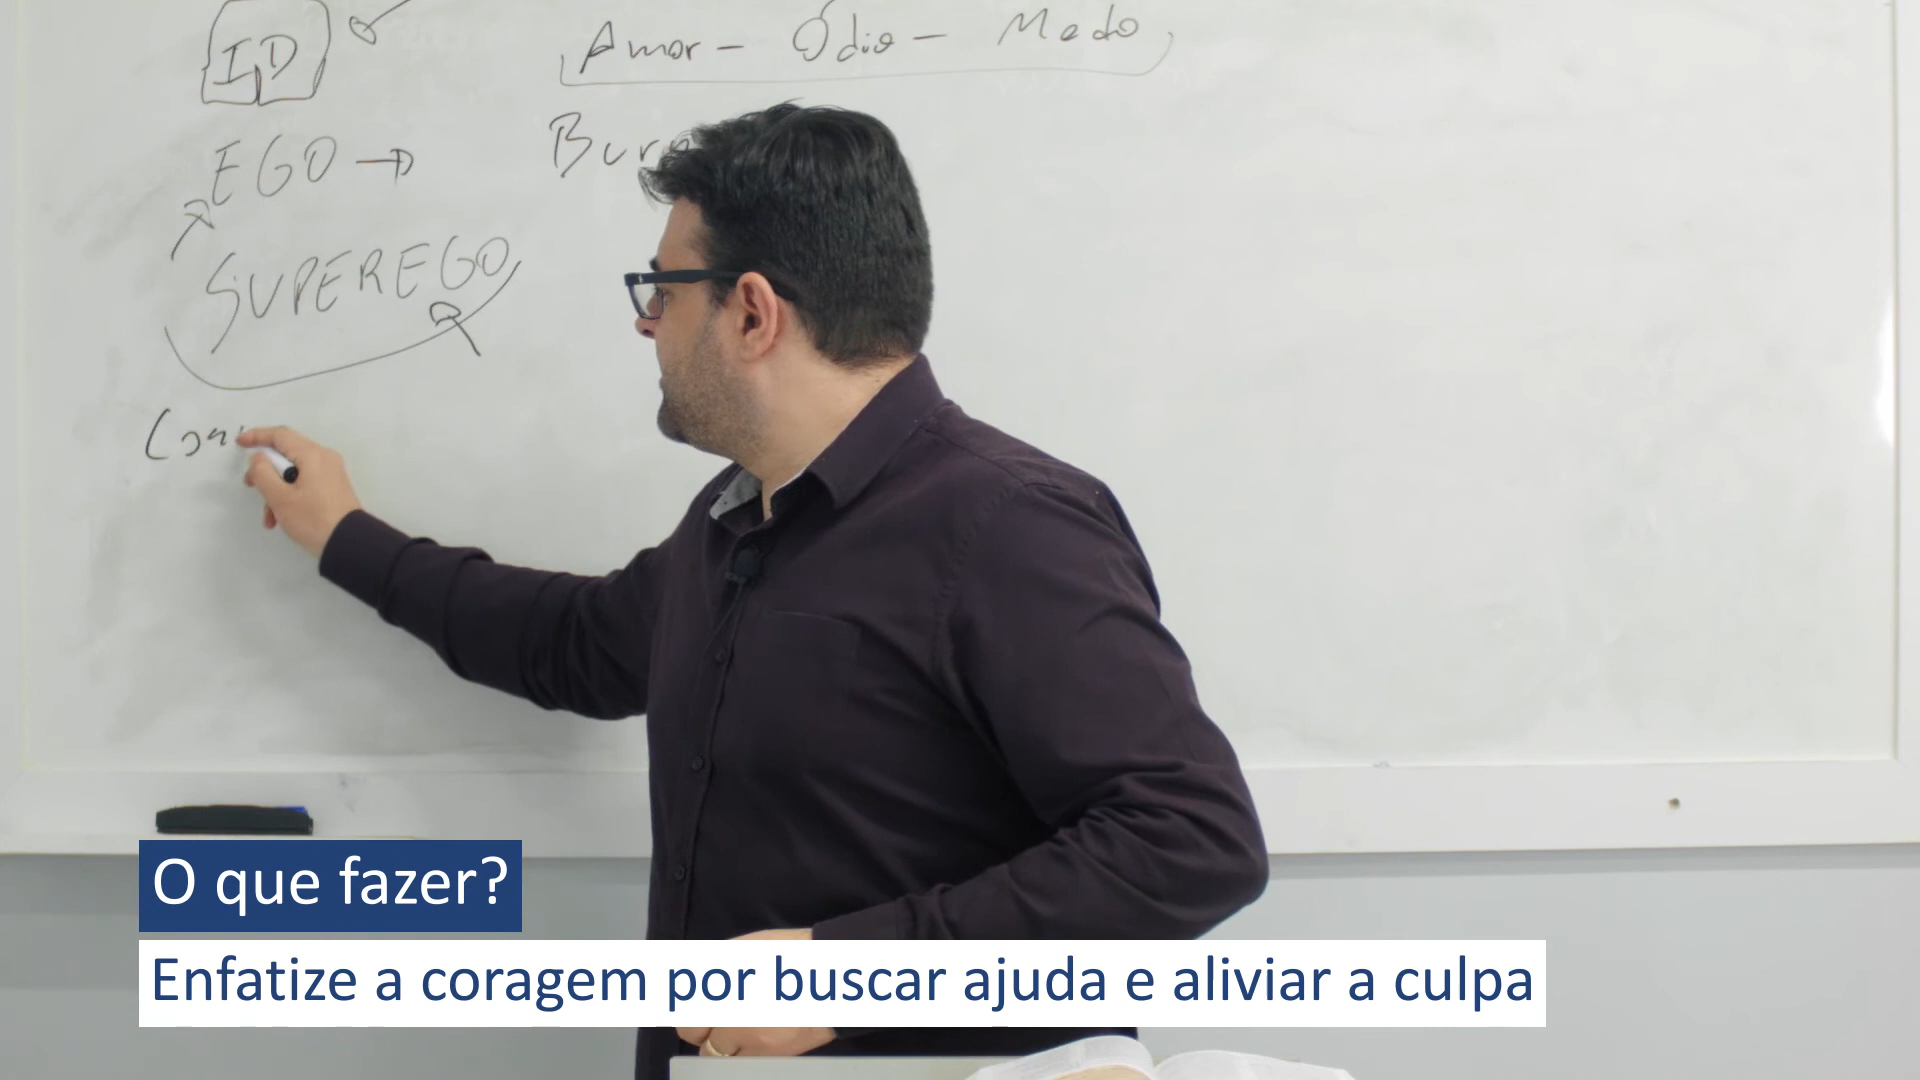 ID
Amor - Ódio - Medo
EGO →
SUPEREGO
O que fazer?
Enfatize a coragem por buscar ajuda e aliviar a culpa